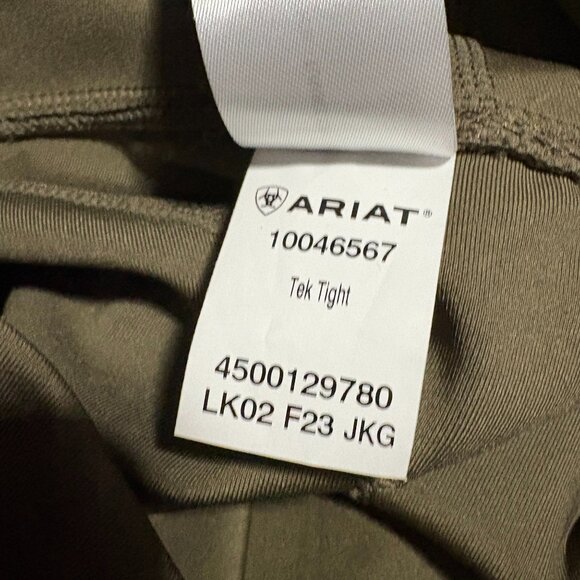 ARIAT®
10046567
Tek Tight
4500129780
LK02 F23 JKG